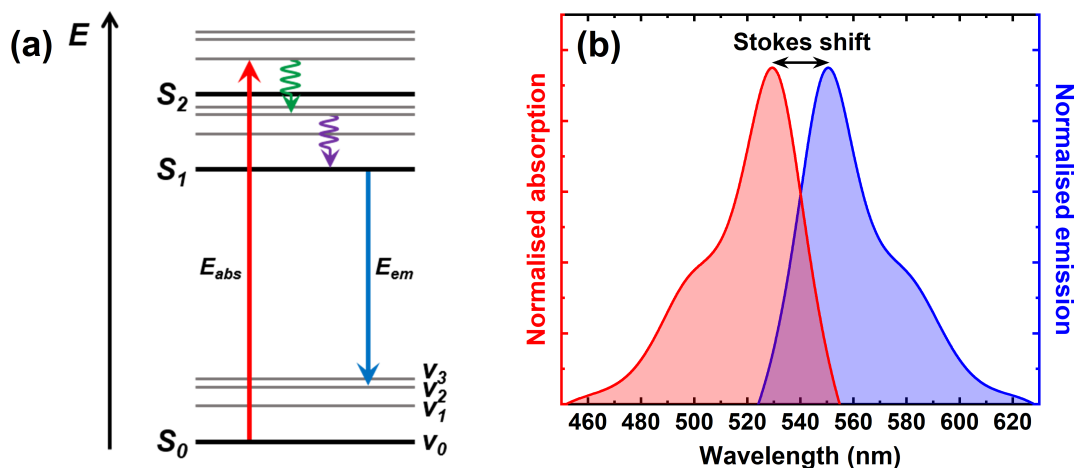 (a)
E
S2
S1
Eabs
Eem
v3
v2
v1
v0
S0
(b)
Stokes shift
Normalised absorption
Normalised emission
460 480 500 520 540 560 580 600 620
Wavelength (nm)